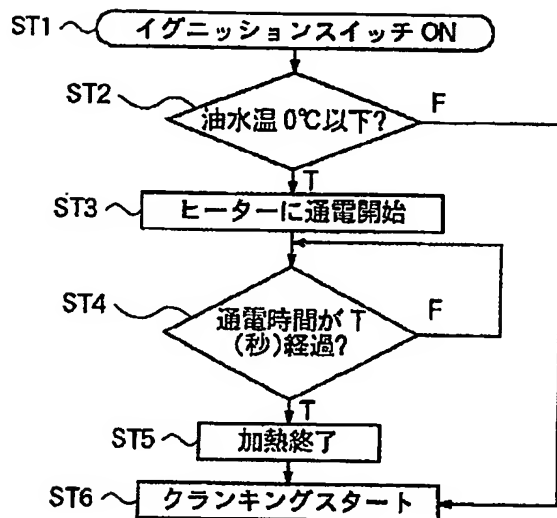 ST1 イグニッションスイッチ ON
ST2 油水温 0℃以下? F
T
ST3 ヒーターに通電開始
ST4 通電時間が T F
(秒)経過?
T
ST5 加熱終了
ST6 クランキングスタート